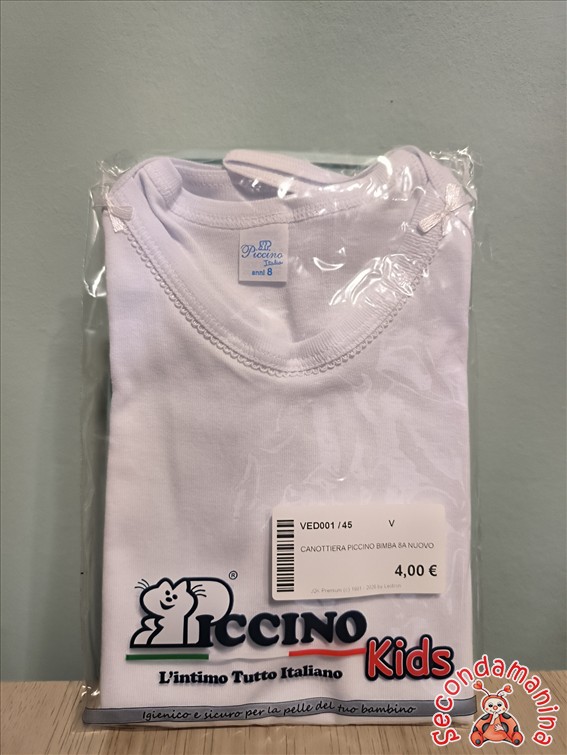 Piccino
Italia
anni 8
VED001 / 45 V
CANOTTIERA PICCINO BIMBA 8A NUOVO
4,00 €
PICCINO®
Kids
L'intimo Tutto Italiano
Igienico e sicuro per la pelle del tuo bambino
Secondamanina